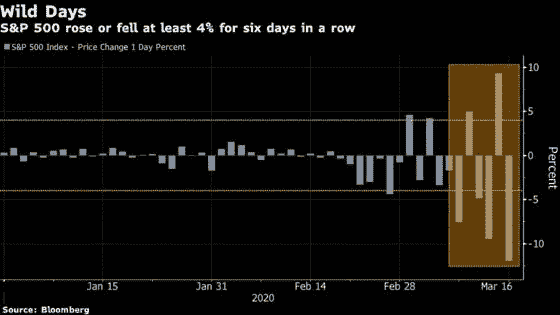 Wild Days
S&P 500 rose or fell at least 4% for six days in a row
S&P 500 Index - Price Change 1 Day Percent
10
5
0
-5
-10
Percent
Jan 15
Jan 31
Feb 14
Feb 28
Mar 16
2020
Source: Bloomberg